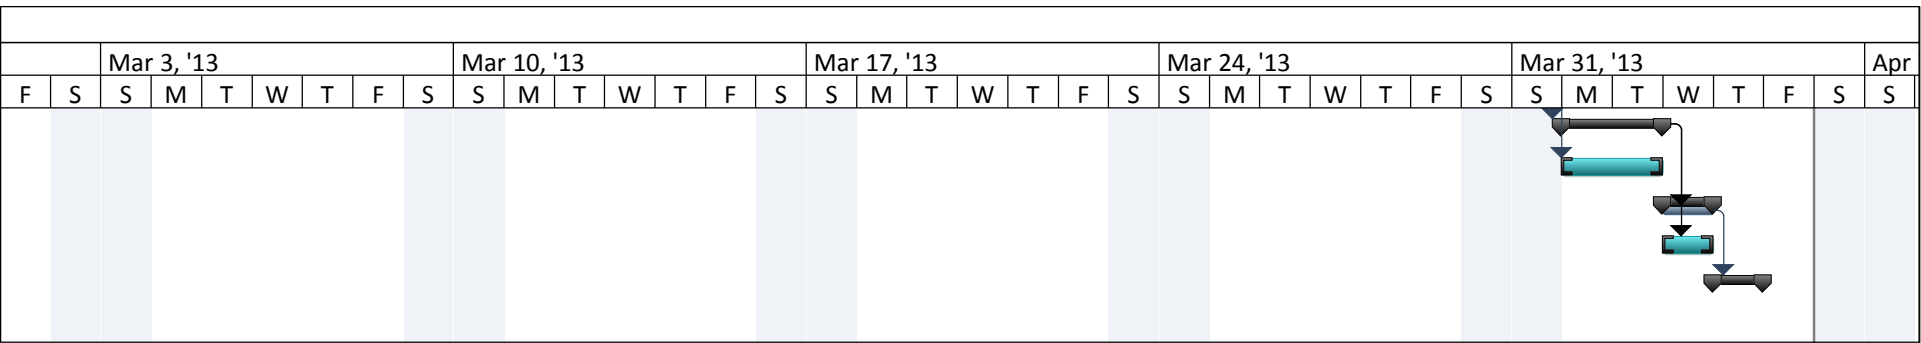 Mar 3, '13 Mar 10, '13 Mar 17, '13 Mar 24, '13 Mar 31, '13 Apr
F S S M T W T F S S M T W T F S S M T W T F S S M T W T F S S M T W T F S S